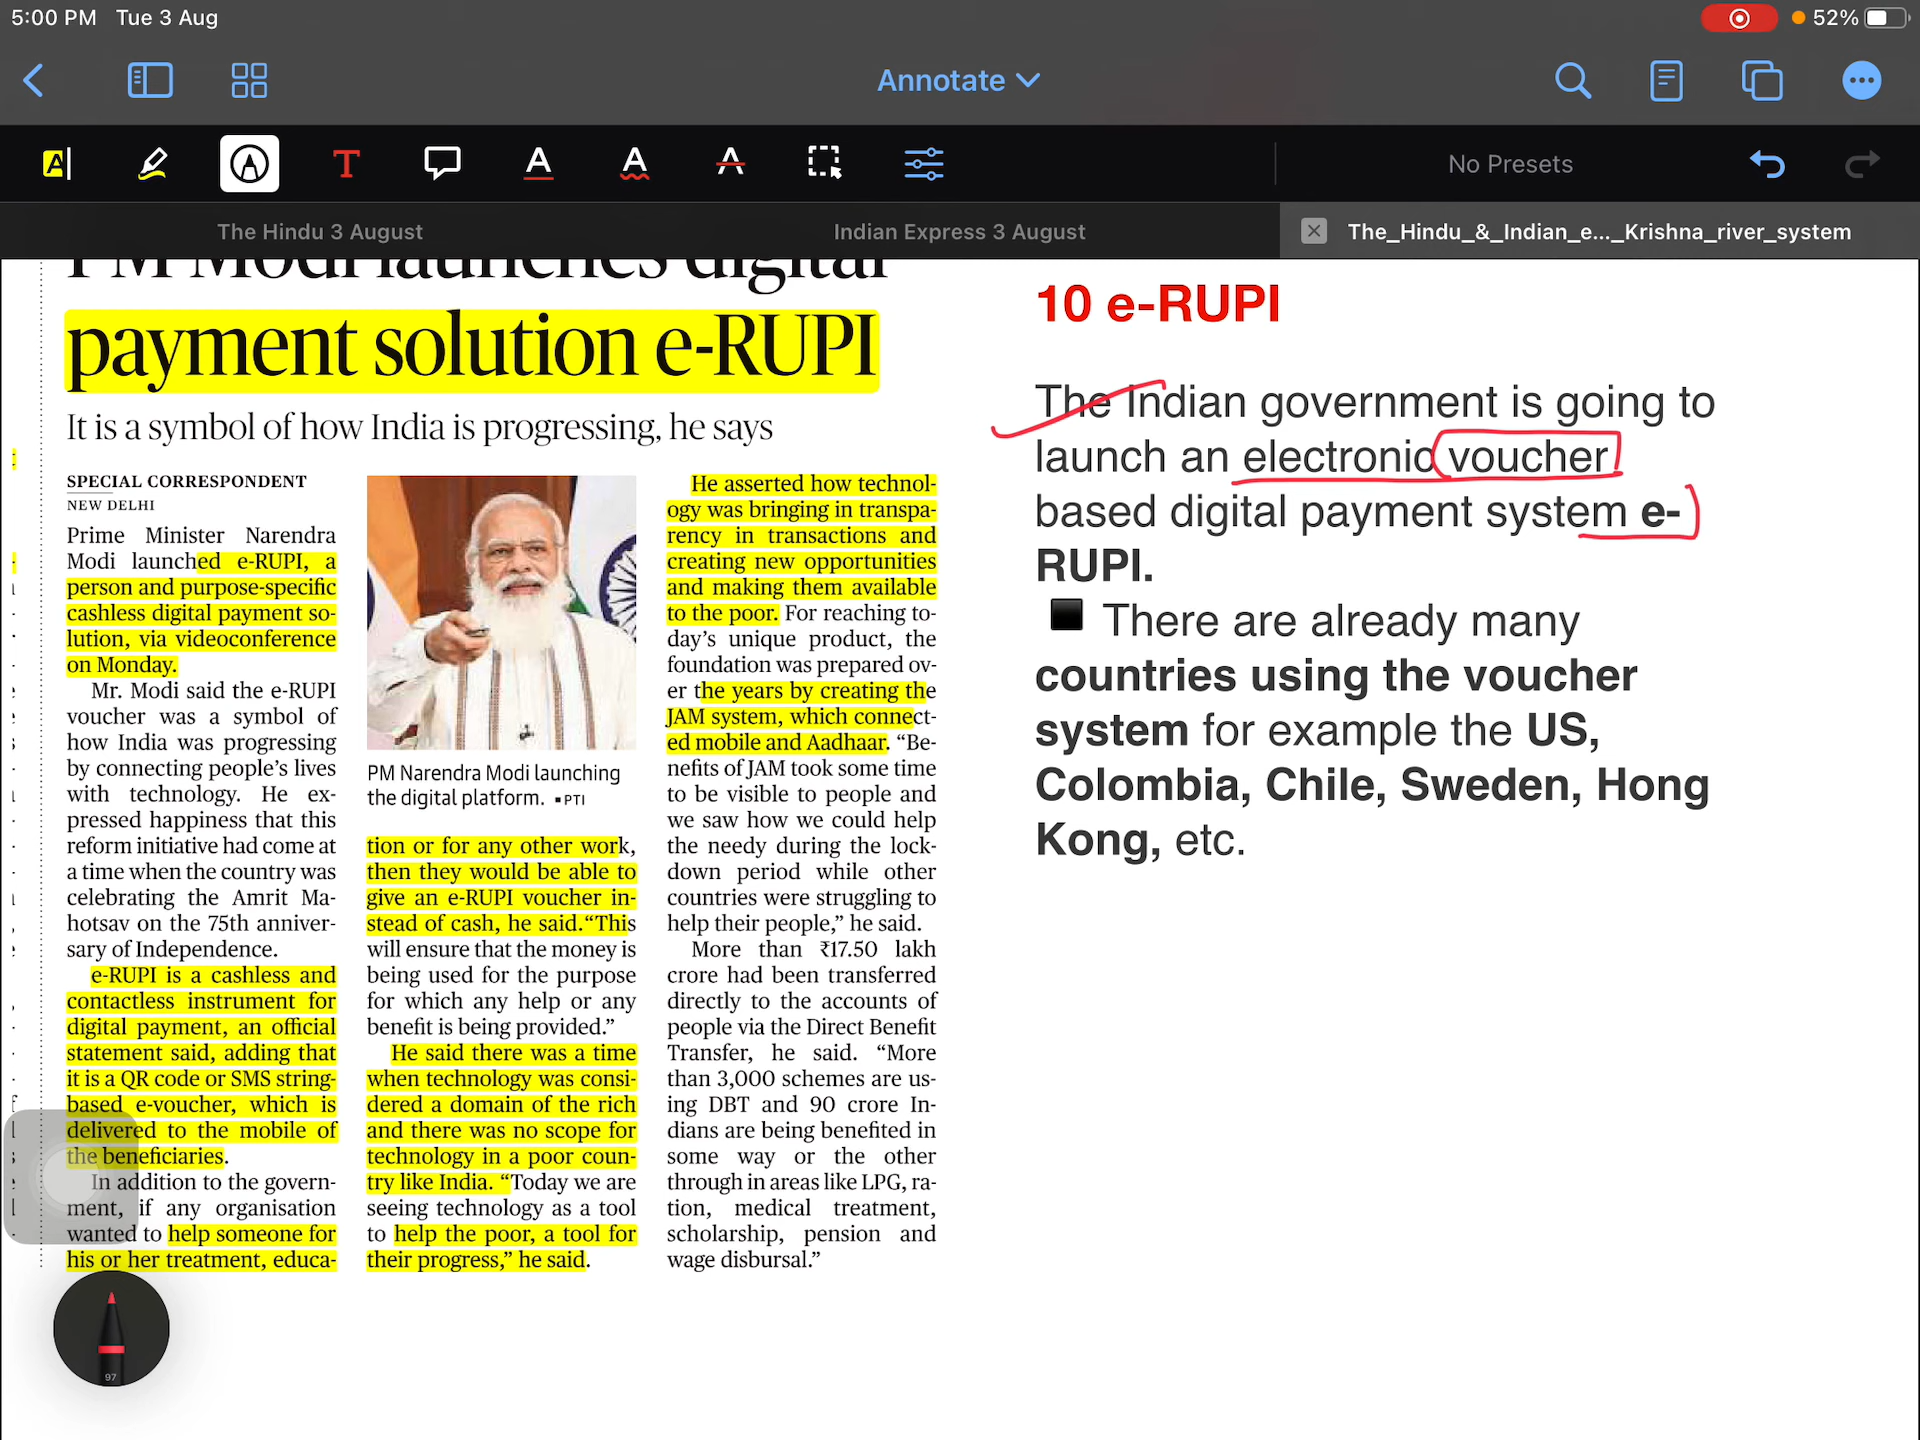 5:00 PM Tue 3 Aug
52%
Annotate
A
T
A
A
A
No Presets
The Hindu 3 August
Indian Express 3 August
The_Hindu_&_Indian_e..._Krishna_river_system
PM Modi launches digital
payment solution e-RUPI
It is a symbol of how India is progressing, he says
SPECIAL CORRESPONDENT
NEW DELHI
Prime Minister Narendra
Modi launched e-RUPI, a
person and purpose-specific
cashless digital payment so-
lution, via videoconference
on Monday.
Mr. Modi said the e-RUPI
voucher was a symbol of
how India was progressing
by connecting people's lives
with technology. He ex-
pressed happiness that this
reform initiative had come at
a time when the country was
celebrating the Amrit Ma-
hotsav on the 75th anniver-
sary of Independence.
e-RUPI is a cashless and
contactless instrument for
digital payment, an official
statement said, adding that
it is a QR code or SMS string-
based e-voucher, which is
delivered to the mobile of
the beneficiaries.
In addition to the govern-
ment, if any organisation
wanted to help someone for
his or her treatment, educa-
PM Narendra Modi launching
the digital platform. ▪PTI
tion or for any other work,
then they would be able to
give an e-RUPI voucher in-
stead of cash, he said.“This
will ensure that the money is
being used for the purpose
for which any help or any
benefit is being provided.”
He said there was a time
when technology was consi-
dered a domain of the rich
and there was no scope for
technology in a poor coun-
try like India. “Today we are
seeing technology as a tool
to help the poor, a tool for
their progress,” he said.
He asserted how technol-
ogy was bringing in transpa-
rency in transactions and
creating new opportunities
and making them available
to the poor. For reaching to-
day's unique product, the
foundation was prepared ov-
er the years by creating the
JAM system, which connect-
ed mobile and Aadhaar. “Be-
nefits of JAM took some time
to be visible to people and
we saw how we could help
the needy during the lock-
down period while other
countries were struggling to
help their people,” he said.
More than ₹17.50 lakh
crore had been transferred
directly to the accounts of
people via the Direct Benefit
Transfer, he said. “More
than 3,000 schemes are us-
ing DBT and 90 crore In-
dians are being benefited in
some way or the other
through in areas like LPG, ra-
tion, medical treatment,
scholarship, pension and
wage disbursal.”
10 e-RUPI
The Indian government is going to
launch an electronic voucher
based digital payment system e-
RUPI.
■ There are already many
countries using the voucher
system for example the US,
Colombia, Chile, Sweden, Hong
Kong, etc.
97